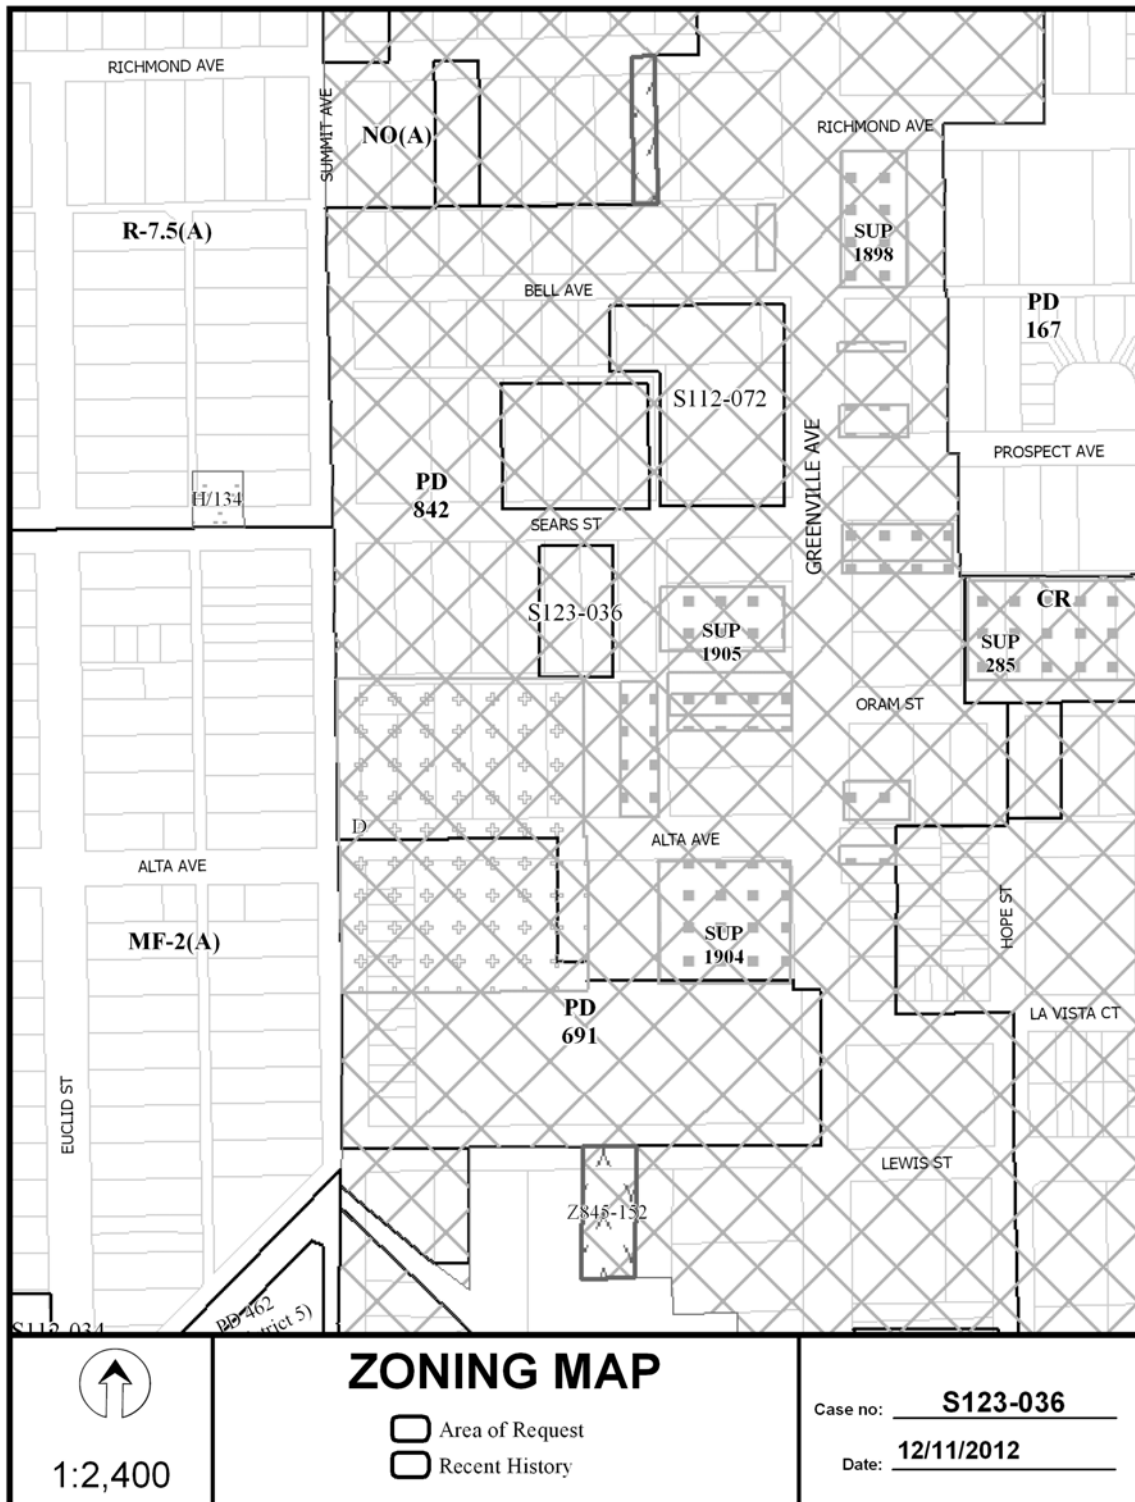 RICHMOND AVE
SUMMIT AVE
NO(A)
RICHMOND AVE
R-7.5(A)
SUP
1898
BELL AVE
PD
167
S112-072
GREENVILLE AVE
PROSPECT AVE
PD
842
H/134
SEARS ST
S123-036
SUP
1905
CR
SUP
285
ORAM ST
D
ALTA AVE
ALTA AVE
MF-2(A)
SUP
1904
HOPE ST
PD
691
LA VISTA CT
EUCLID ST
LEWIS ST
Z845-152
PD 462
trict 5)
S112-034
ZONING MAP
Area of Request
Recent History
1:2,400
Case no: S123-036
Date: 12/11/2012